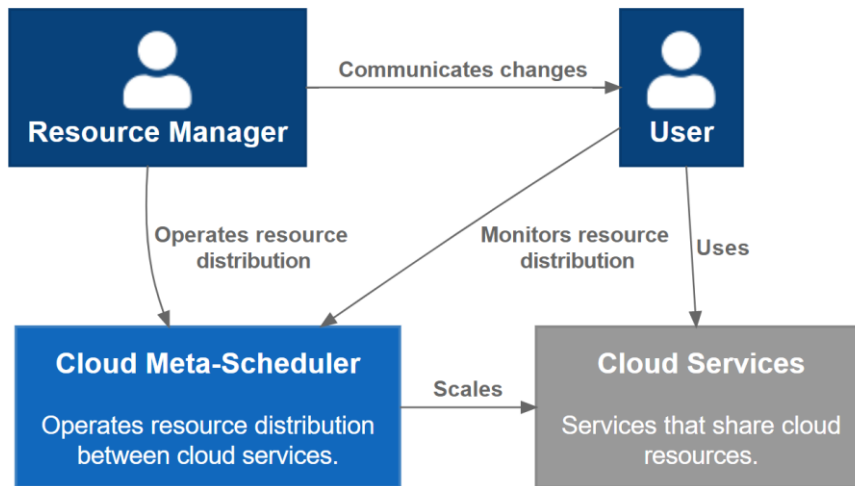 Communicates changes
Resource Manager
User
Operates resource
distribution
Monitors resource
distribution
Uses
Cloud Meta-Scheduler
Operates resource distribution
between cloud services.
Scales
Cloud Services
Services that share cloud
resources.